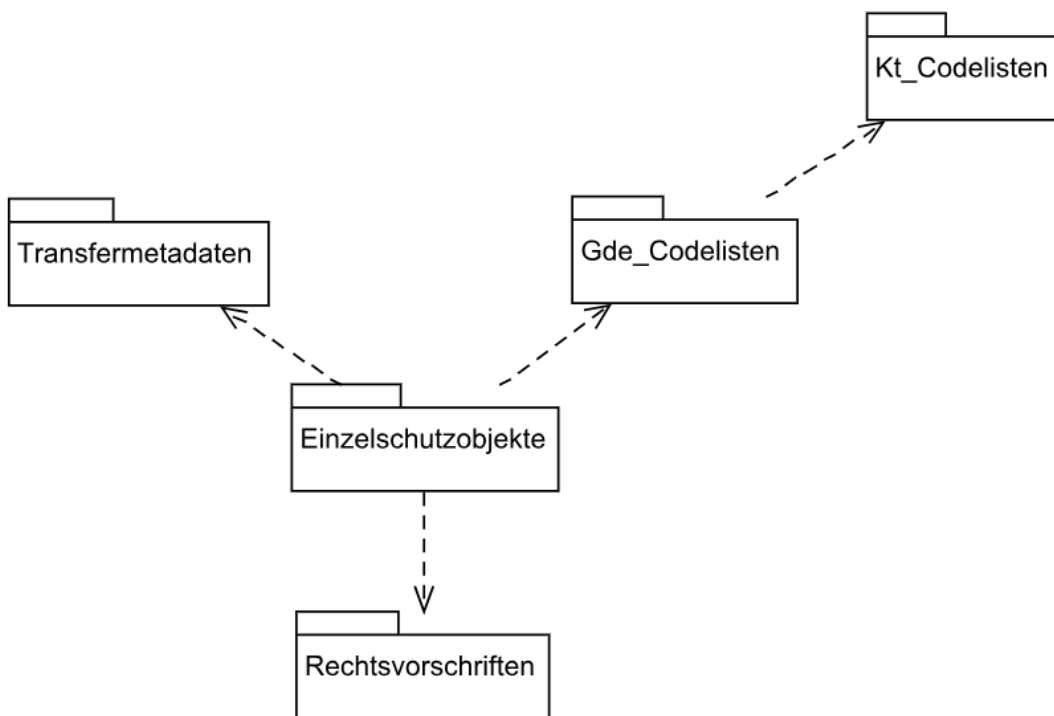 Kt_Codelisten
Transfermetadaten
Gde_Codelisten
Einzelschutzobjekte
Rechtsvorschriften